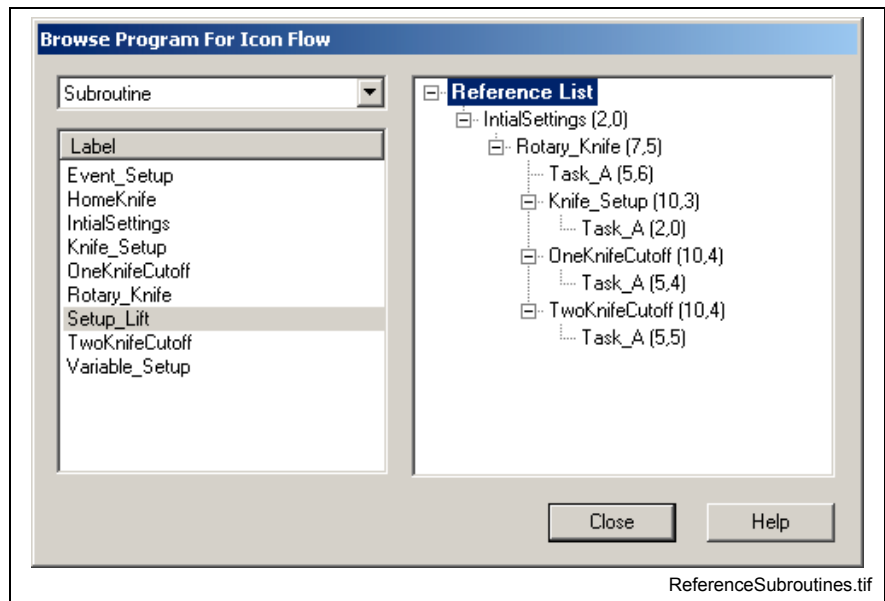 Browse Program For Icon Flow
Subroutine
Label
Event_Setup
HomeKnife
IntialSettings
Knife_Setup
OneKnifeCutoff
Rotary_Knife
Setup_Lift
TwoKnifeCutoff
Variable_Setup
Reference List
IntialSettings (2,0)
Rotary_Knife (7,5)
Task_A (5,6)
Knife_Setup (10,3)
Task_A (2,0)
OneKnifeCutoff (10,4)
Task_A (5,4)
TwoKnifeCutoff (10,4)
Task_A (5,5)
Close
Help
ReferenceSubroutines.tif